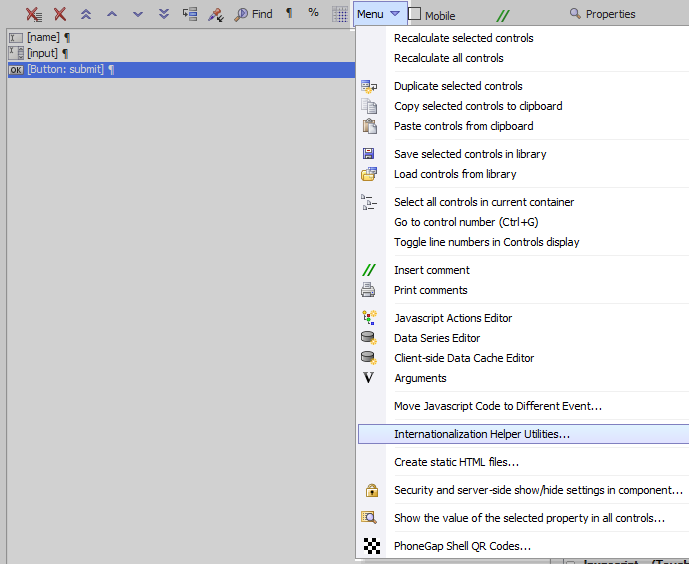 Find ¶ % Menu Mobile // Properties
[name] ¶
[input] ¶
OK [Button: submit] ¶
Recalculate selected controls
Recalculate all controls
Duplicate selected controls
Copy selected controls to clipboard
Paste controls from clipboard
Save selected controls in library
Load controls from library
Select all controls in current container
Go to control number (Ctrl+G)
Toggle line numbers in Controls display
// Insert comment
Print comments
Javascript Actions Editor
Data Series Editor
Client-side Data Cache Editor
V Arguments
Move Javascript Code to Different Event...
Internationalization Helper Utilities...
Create static HTML files...
Security and server-side show/hide settings in component...
Show the value of the selected property in all controls...
PhoneGap Shell QR Codes...